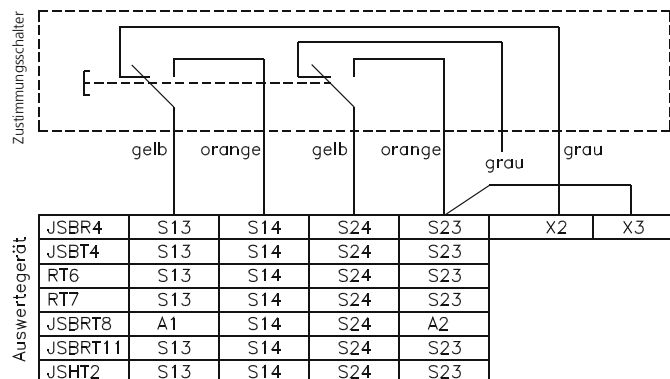 Zustimmungsschalter
gelb orange gelb orange grau grau
Auswertegerät
JSBR4 S13 S14 S24 S23 X2 X3
JSBT4 S13 S14 S24 S23
RT6 S13 S14 S24 S23
RT7 S13 S14 S24 S23
JSBRT8 A1 S14 S24 A2
JSBRT11 S13 S14 S24 S23
JSHT2 S13 S14 S24 S23